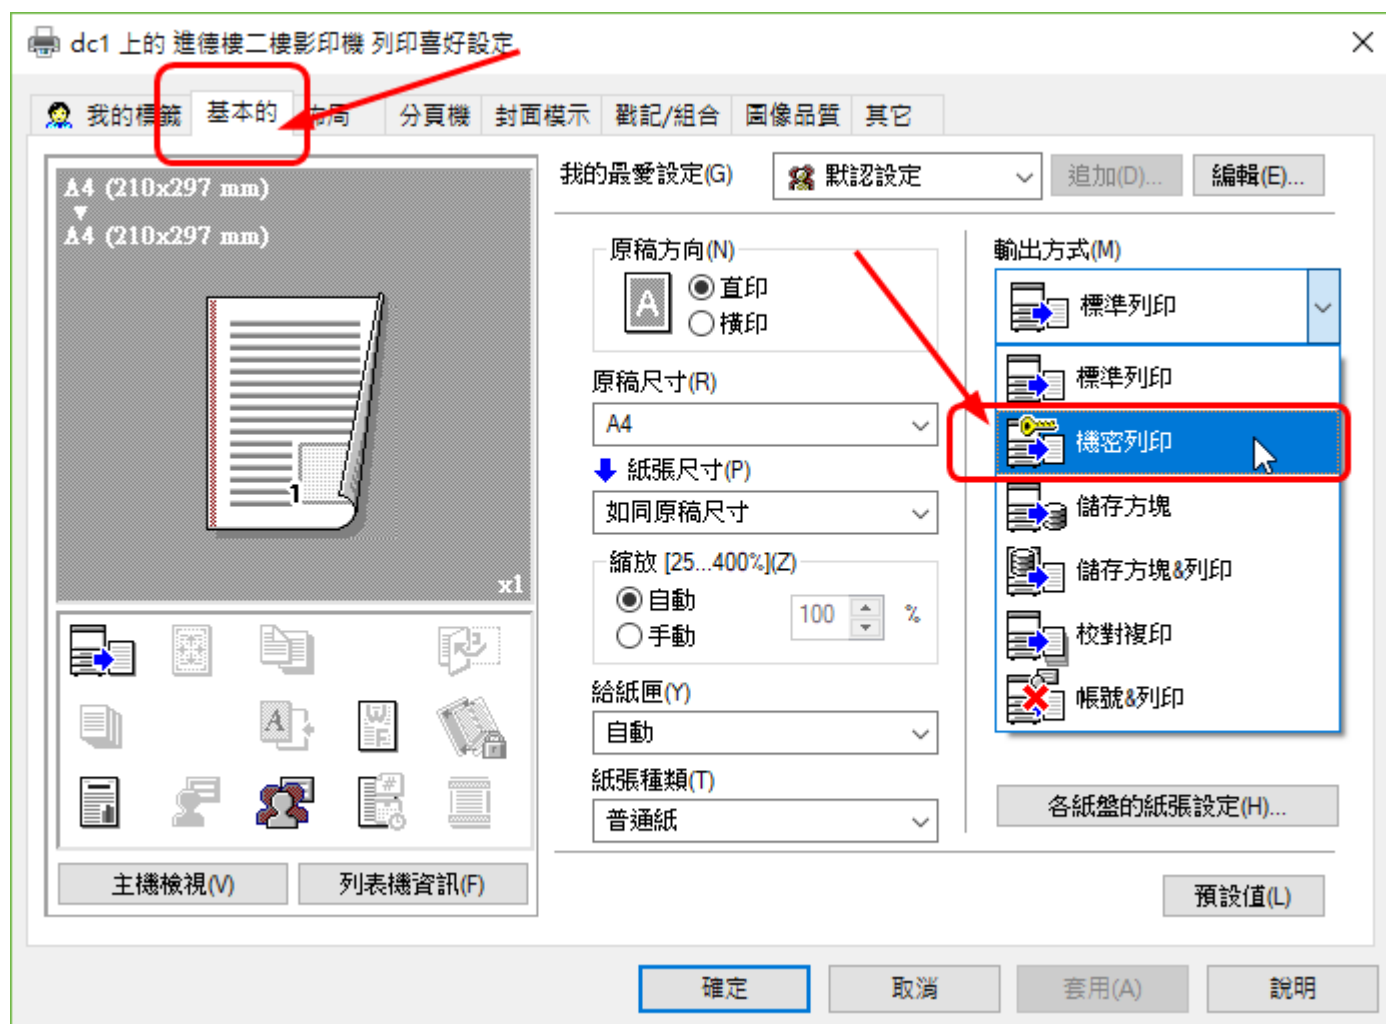 dc1 上的 進德樓二樓影印機 列印喜好設定
我的標籤 基本的 布局 分頁機 封面模示 戳記/組合 圖像品質 其它
A4 (210x297 mm)
A4 (210x297 mm)
1
x1
主機檢視(V) 列表機資訊(F)
我的最愛設定(G) 默認設定 追加(D)... 編輯(E)...
原稿方向(N)
A
直印
橫印
原稿尺寸(R)
A4
紙張尺寸(P)
如同原稿尺寸
縮放 [25...400%](Z)
自動
手動
100 %
給紙匣(Y)
自動
紙張種類(T)
普通紙
輸出方式(M)
標準列印
標準列印
機密列印
儲存方塊
儲存方塊&列印
校對複印
帳號&列印
各紙盤的紙張設定(H)...
預設值(L)
確定 取消 套用(A) 說明